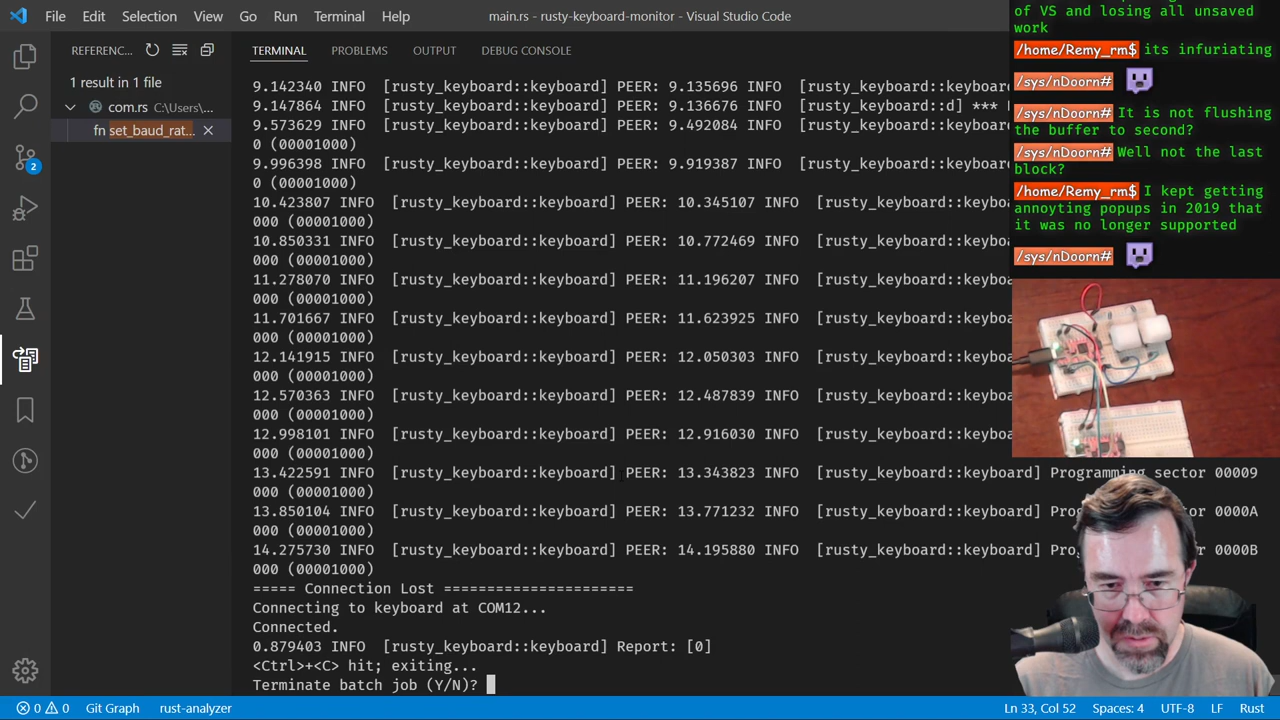 File Edit Selection View Go Run Terminal Help
main.rs - rusty-keyboard-monitor - Visual Studio Code
REFERENC...
1 result in 1 file
com.rs C:\Users\...
fn set_baud_rat...
TERMINAL PROBLEMS OUTPUT DEBUG CONSOLE
9.142340 INFO [rusty_keyboard::keyboard] PEER: 9.135696 INFO [rusty_keyboard::keyboa
9.147864 INFO [rusty_keyboard::keyboard] PEER: 9.136676 INFO [rusty_keyboard::d] ***
9.573629 INFO [rusty_keyboard::keyboard] PEER: 9.492084 INFO [rusty_keyboard::keyboa
0 (00001000)
9.996398 INFO [rusty_keyboard::keyboard] PEER: 9.919387 INFO [rusty_keyboard::keyboa
0 (00001000)
10.423807 INFO [rusty_keyboard::keyboard] PEER: 10.345107 INFO [rusty_keyboard::keybo
000 (00001000)
10.850331 INFO [rusty_keyboard::keyboard] PEER: 10.772469 INFO [rusty_keyboard::keybo
000 (00001000)
11.278070 INFO [rusty_keyboard::keyboard] PEER: 11.196207 INFO [rusty_keyboard::keybo
000 (00001000)
11.701667 INFO [rusty_keyboard::keyboard] PEER: 11.623925 INFO [rusty_keyboard::keybo
000 (00001000)
12.141915 INFO [rusty_keyboard::keyboard] PEER: 12.050303 INFO [rusty_keyboard::keybo
000 (00001000)
12.570363 INFO [rusty_keyboard::keyboard] PEER: 12.487839 INFO [rusty_keyboard::keybo
000 (00001000)
12.998101 INFO [rusty_keyboard::keyboard] PEER: 12.916030 INFO [rusty_keyboard::keybo
000 (00001000)
13.422591 INFO [rusty_keyboard::keyboard] PEER: 13.343823 INFO [rusty_keyboard::keyboard] Programming sector 00009
000 (00001000)
13.850104 INFO [rusty_keyboard::keyboard] PEER: 13.771232 INFO [rusty_keyboard::keyboard] 0000A
000 (00001000)
14.275730 INFO [rusty_keyboard::keyboard] PEER: 14.195880 INFO [rusty_keyboard::keyboard] 0000B
000 (00001000)
===== Connection Lost ======================
Connecting to keyboard at COM12...
Connected.
0.879403 INFO [rusty_keyboard::keyboard] Report: [0]
<Ctrl>+<C> hit; exiting...
Terminate batch job (Y/N)?
of VS and losing all unsaved
work
/home/Remy_rm$ its infuriating
/sys/nDoorn#
/sys/nDoorn# It is not flushing
the buffer to second?
/sys/nDoorn# Well not the last
block?
/home/Remy_rm$ I kept getting
annoyting popups in 2019 that
it was no longer supported
/sys/nDoorn#
2
0 0 Git Graph rust-analyzer
Ln 33, Col 52 Spaces: 4 UTF-8 LF Rust